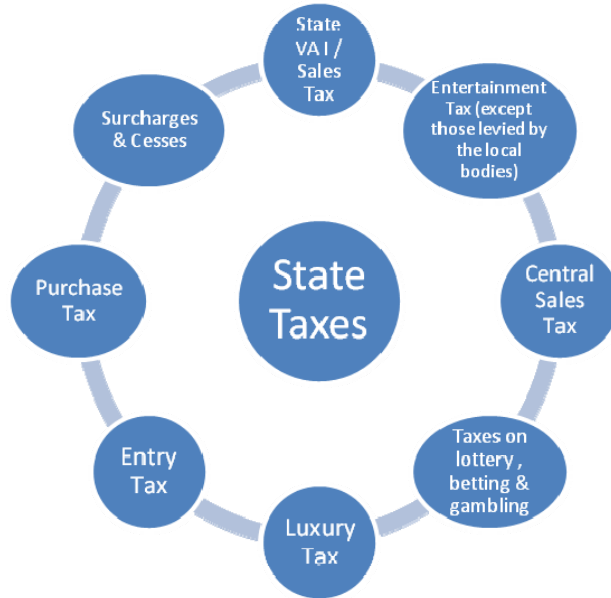 State
VAT /
Sales
Tax
Entertainment
Tax (except
those levied by
the local
bodies)
Central
Sales
Tax
Taxes on
lottery ,
betting &
gambling
Luxury
Tax
Entry
Tax
Purchase
Tax
Surcharges
& Cesses
State
Taxes